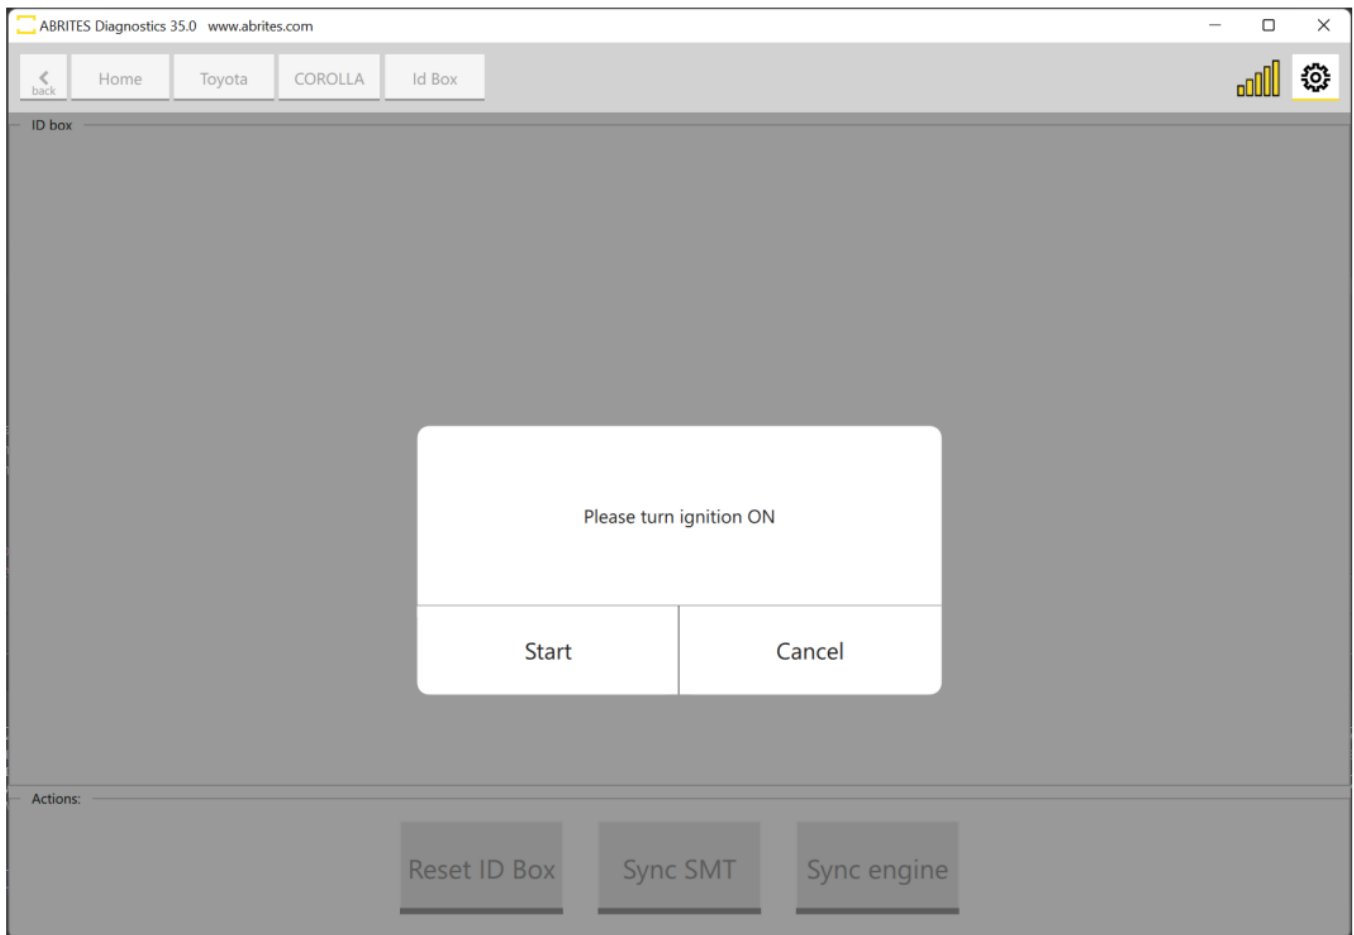 ABRITES Diagnostics 35.0 www.abrites.com
back
Home
Toyota
COROLLA
Id Box
ID box
Please turn ignition ON
Start
Cancel
Actions:
Reset ID Box
Sync SMT
Sync engine